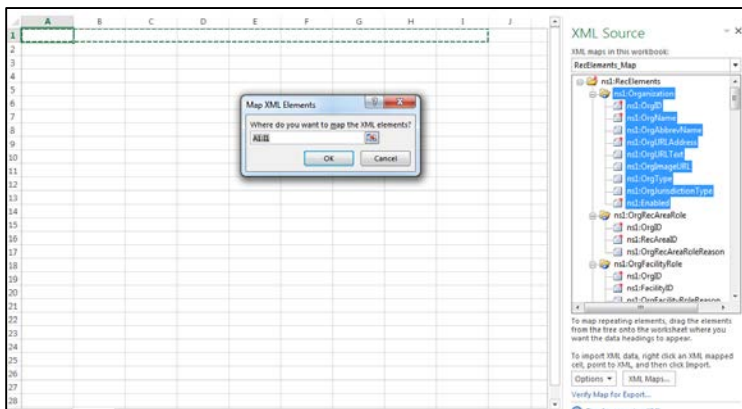 A B C D E F G H I J
XML Source
1
XML maps in this workbook:
2
RecElements_Map
3
4
ns1:RecElements
5
ns1:Organization
6
Map XML Elements
ns1:OrgID
7
Where do you want to map the XML elements?
ns1:OrgName
8
ns1:OrgAbbrevName
9
ns1:OrgURLAddress
10
OK Cancel
ns1:OrgURLText
ns1:OrgImageURL
11
ns1:OrgType
12
ns1:OrgJurisdictionType
13
ns1:Enabled
14
ns1:OrgRecAreaRole
15
ns1:OrgID
16
ns1:RecAreaID
17
ns1:OrgRecAreaRoleReason
18
ns1:OrgFacilityRole
19
ns1:OrgID
20
ns1:FacilityID
21
ns1:OrgFacilityRoleReason
22
To map repeating elements, drag the elements
23
from the tree onto the worksheet where you
want the data headings to appear.
24
25
To import XML data, right click an XML mapped
cell, point to XML, and then click Import.
26
Options XML Maps...
27
Verify Map for Export...
28